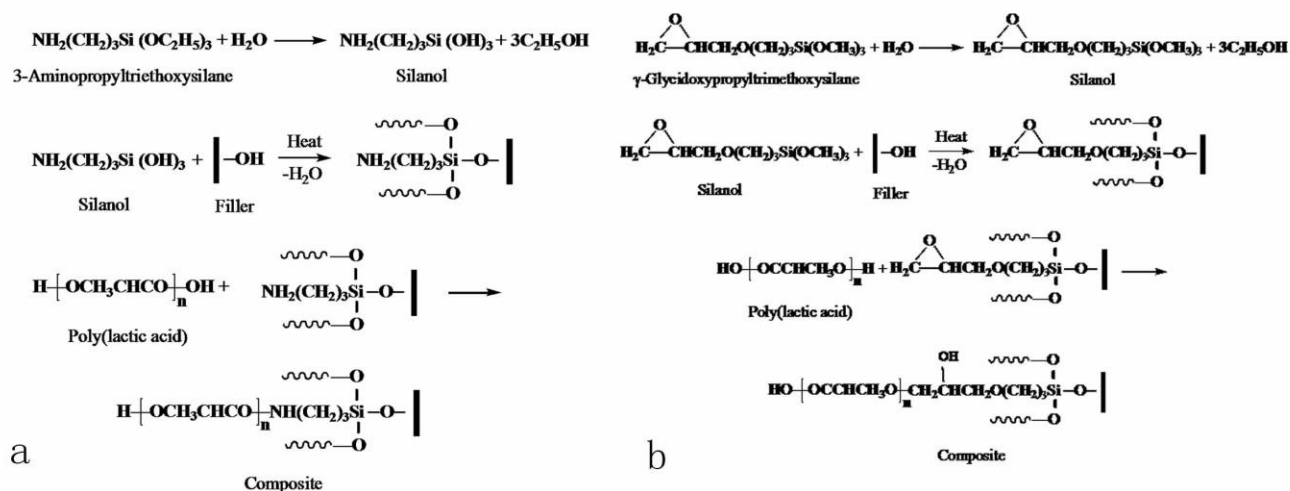 NH₂(CH₂)₃Si (OC₂H₅)₃ + H₂O → NH₂(CH₂)₃Si (OH)₃ + 3C₂H₅OH
3-Aminopropyltriethoxysilane Silanol
O
NH₂(CH₂)₃Si (OH)₃ + –OH Heat -H₂O NH₂(CH₂)₃Si –O–
O
Silanol Filler
O
H–[OCH₃CHCO]n–OH + NH₂(CH₂)₃Si –O– →
O
Poly(lactic acid)
O
H–[OCH₃CHCO]n–NH(CH₂)₃Si –O–
O
Composite
a
O O
H₂C–CHCH₂O(CH₂)₃Si(OCH₃)₃ + H₂O → H₂C–CHCH₂O(CH₂)₃Si(OCH₃)₃ + 3C₂H₅OH
γ-Glycidoxypropyltrimethoxysilane Silanol
O O O
H₂C–CHCH₂O(CH₂)₃Si(OCH₃)₃ + –OH Heat -H₂O H₂C–CHCH₂O(CH₂)₃Si–O–
O
Silanol Filler
O O
HO–[OCCHCH₃O]n–H + H₂C–CHCH₂O(CH₂)₃Si–O– →
O
Poly(lactic acid)
OH O
HO–[OCCHCH₃O]n–CH₂CHCH₂O(CH₂)₃Si–O–
O
Composite
b